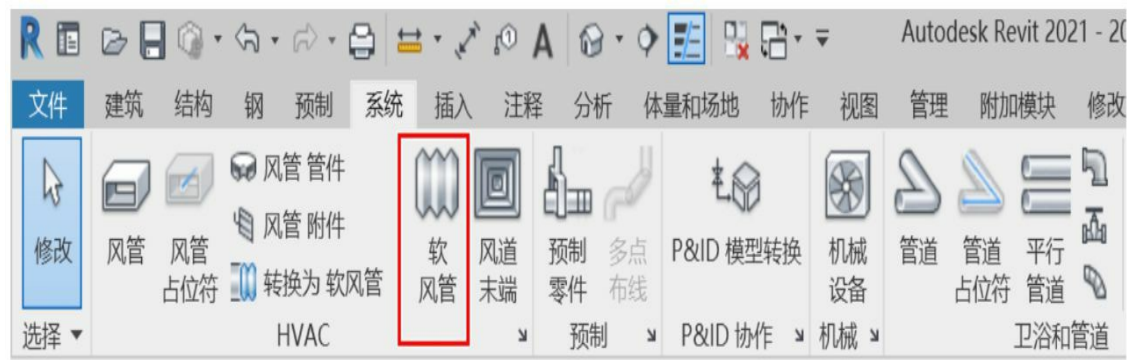 Autodesk Revit 2021 - 20
文件 建筑 结构 钢 预制 系统 插入 注释 分析 体量和场地 协作 视图 管理 附加模块 修改
修改
风管
风管
占位符
风管 管件
风管 附件
转换为 软风管
软
风管
风道
末端
预制
零件
多点
布线
P&ID 模型转换
机械
设备
管道
管道
占位符
平行
管道
选择 HVAC 预制 P&ID 协作 机械 卫浴和管道